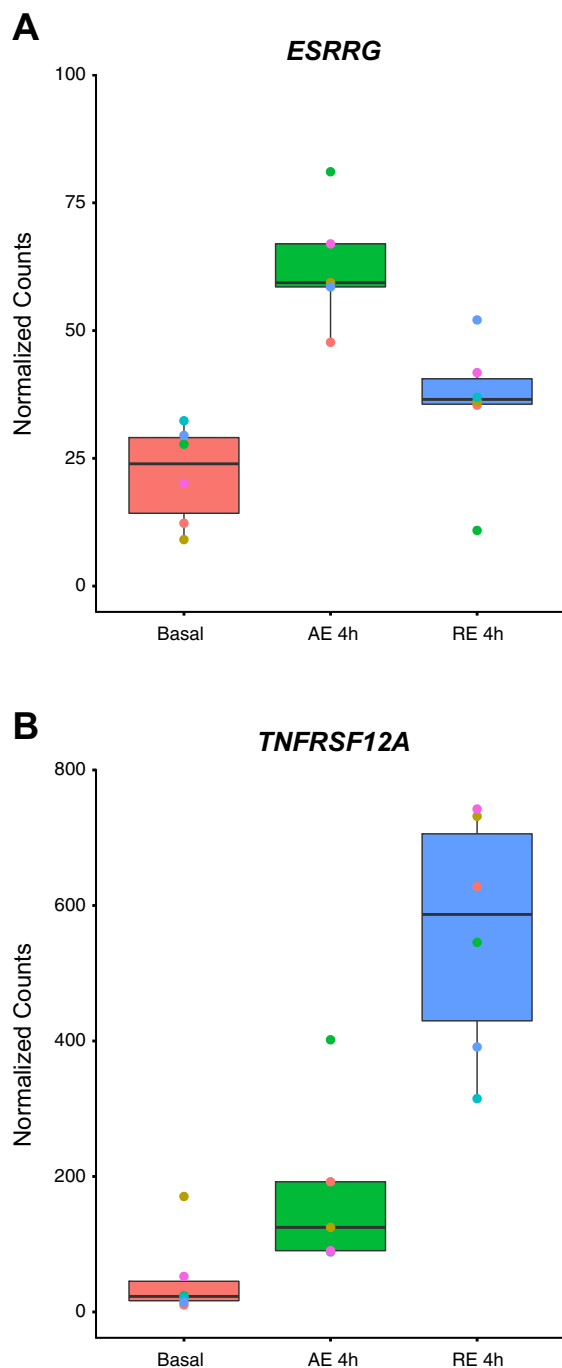 A
ESRRG
100
75
50
25
0
Normalized Counts
Basal
AE 4h
RE 4h
B
TNFRSF12A
800
600
400
200
0
Normalized Counts
Basal
AE 4h
RE 4h